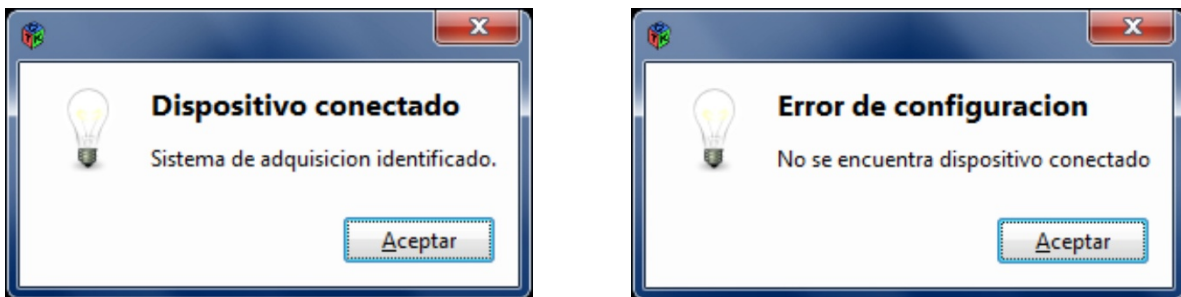 Dispositivo conectado
Sistema de adquisicion identificado.
Aceptar
Error de configuracion
No se encuentra dispositivo conectado
Aceptar